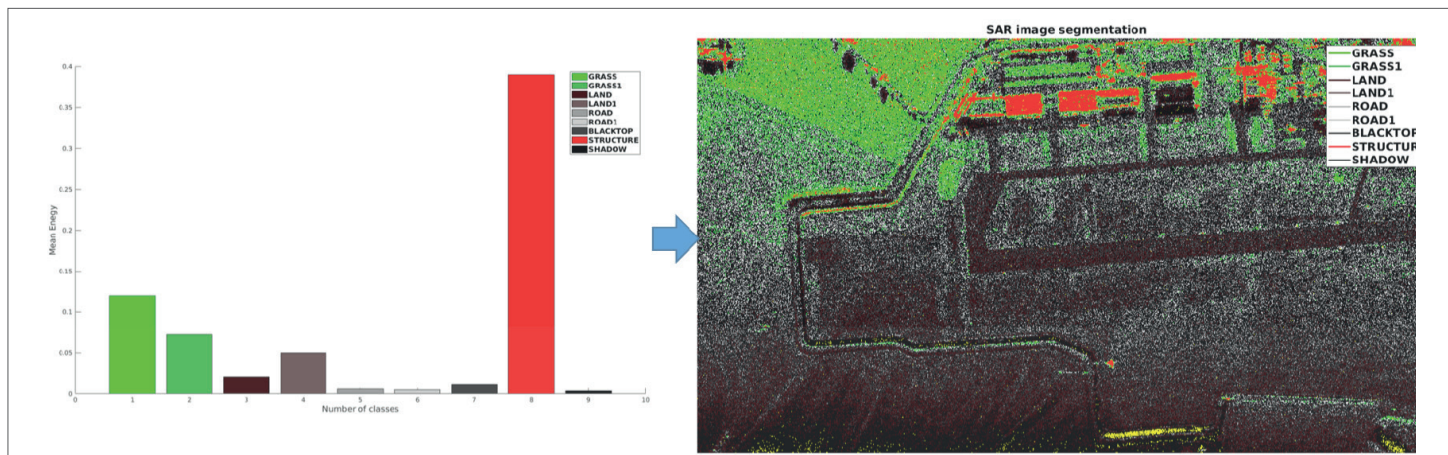 SAR image segmentation
0.4
0.35
0.3
0.25
0.2
0.15
0.1
0.05
0
Mean Energy
0 1 2 3 4 5 6 7 8 9 10
Number of classes
GRASS
GRASS1
LAND
LAND1
ROAD
ROAD1
BLACKTOP
STRUCTURE
SHADOW
GRASS
GRASS1
LAND
LAND1
ROAD
ROAD1
BLACKTOP
STRUCTURE
SHADOW